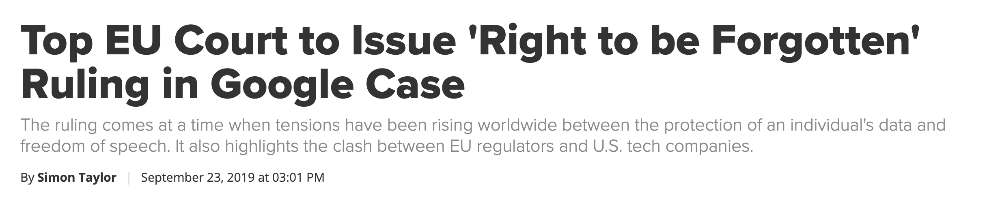 Top EU Court to Issue 'Right to be Forgotten'
Ruling in Google Case
The ruling comes at a time when tensions have been rising worldwide between the protection of an individual's data and
freedom of speech. It also highlights the clash between EU regulators and U.S. tech companies.
By Simon Taylor | September 23, 2019 at 03:01 PM